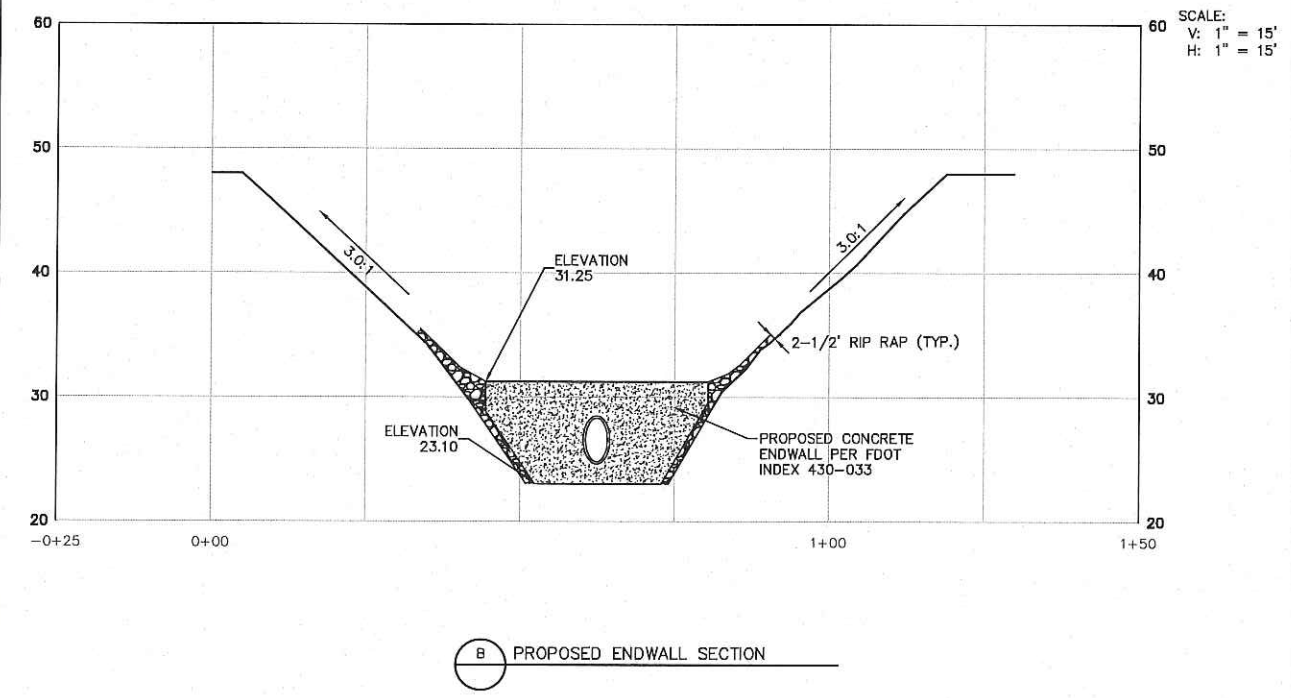 SCALE:
V: 1" = 15'
H: 1" = 15'
60
60
50
50
40
40
30
30
20
20
3.0:1
3.0:1
ELEVATION
31.25
2-1/2' RIP RAP (TYP.)
ELEVATION
23.10
PROPOSED CONCRETE
ENDWALL PER FDOT
INDEX 430-033
-0+25
0+00
1+00
1+50
B
PROPOSED ENDWALL SECTION